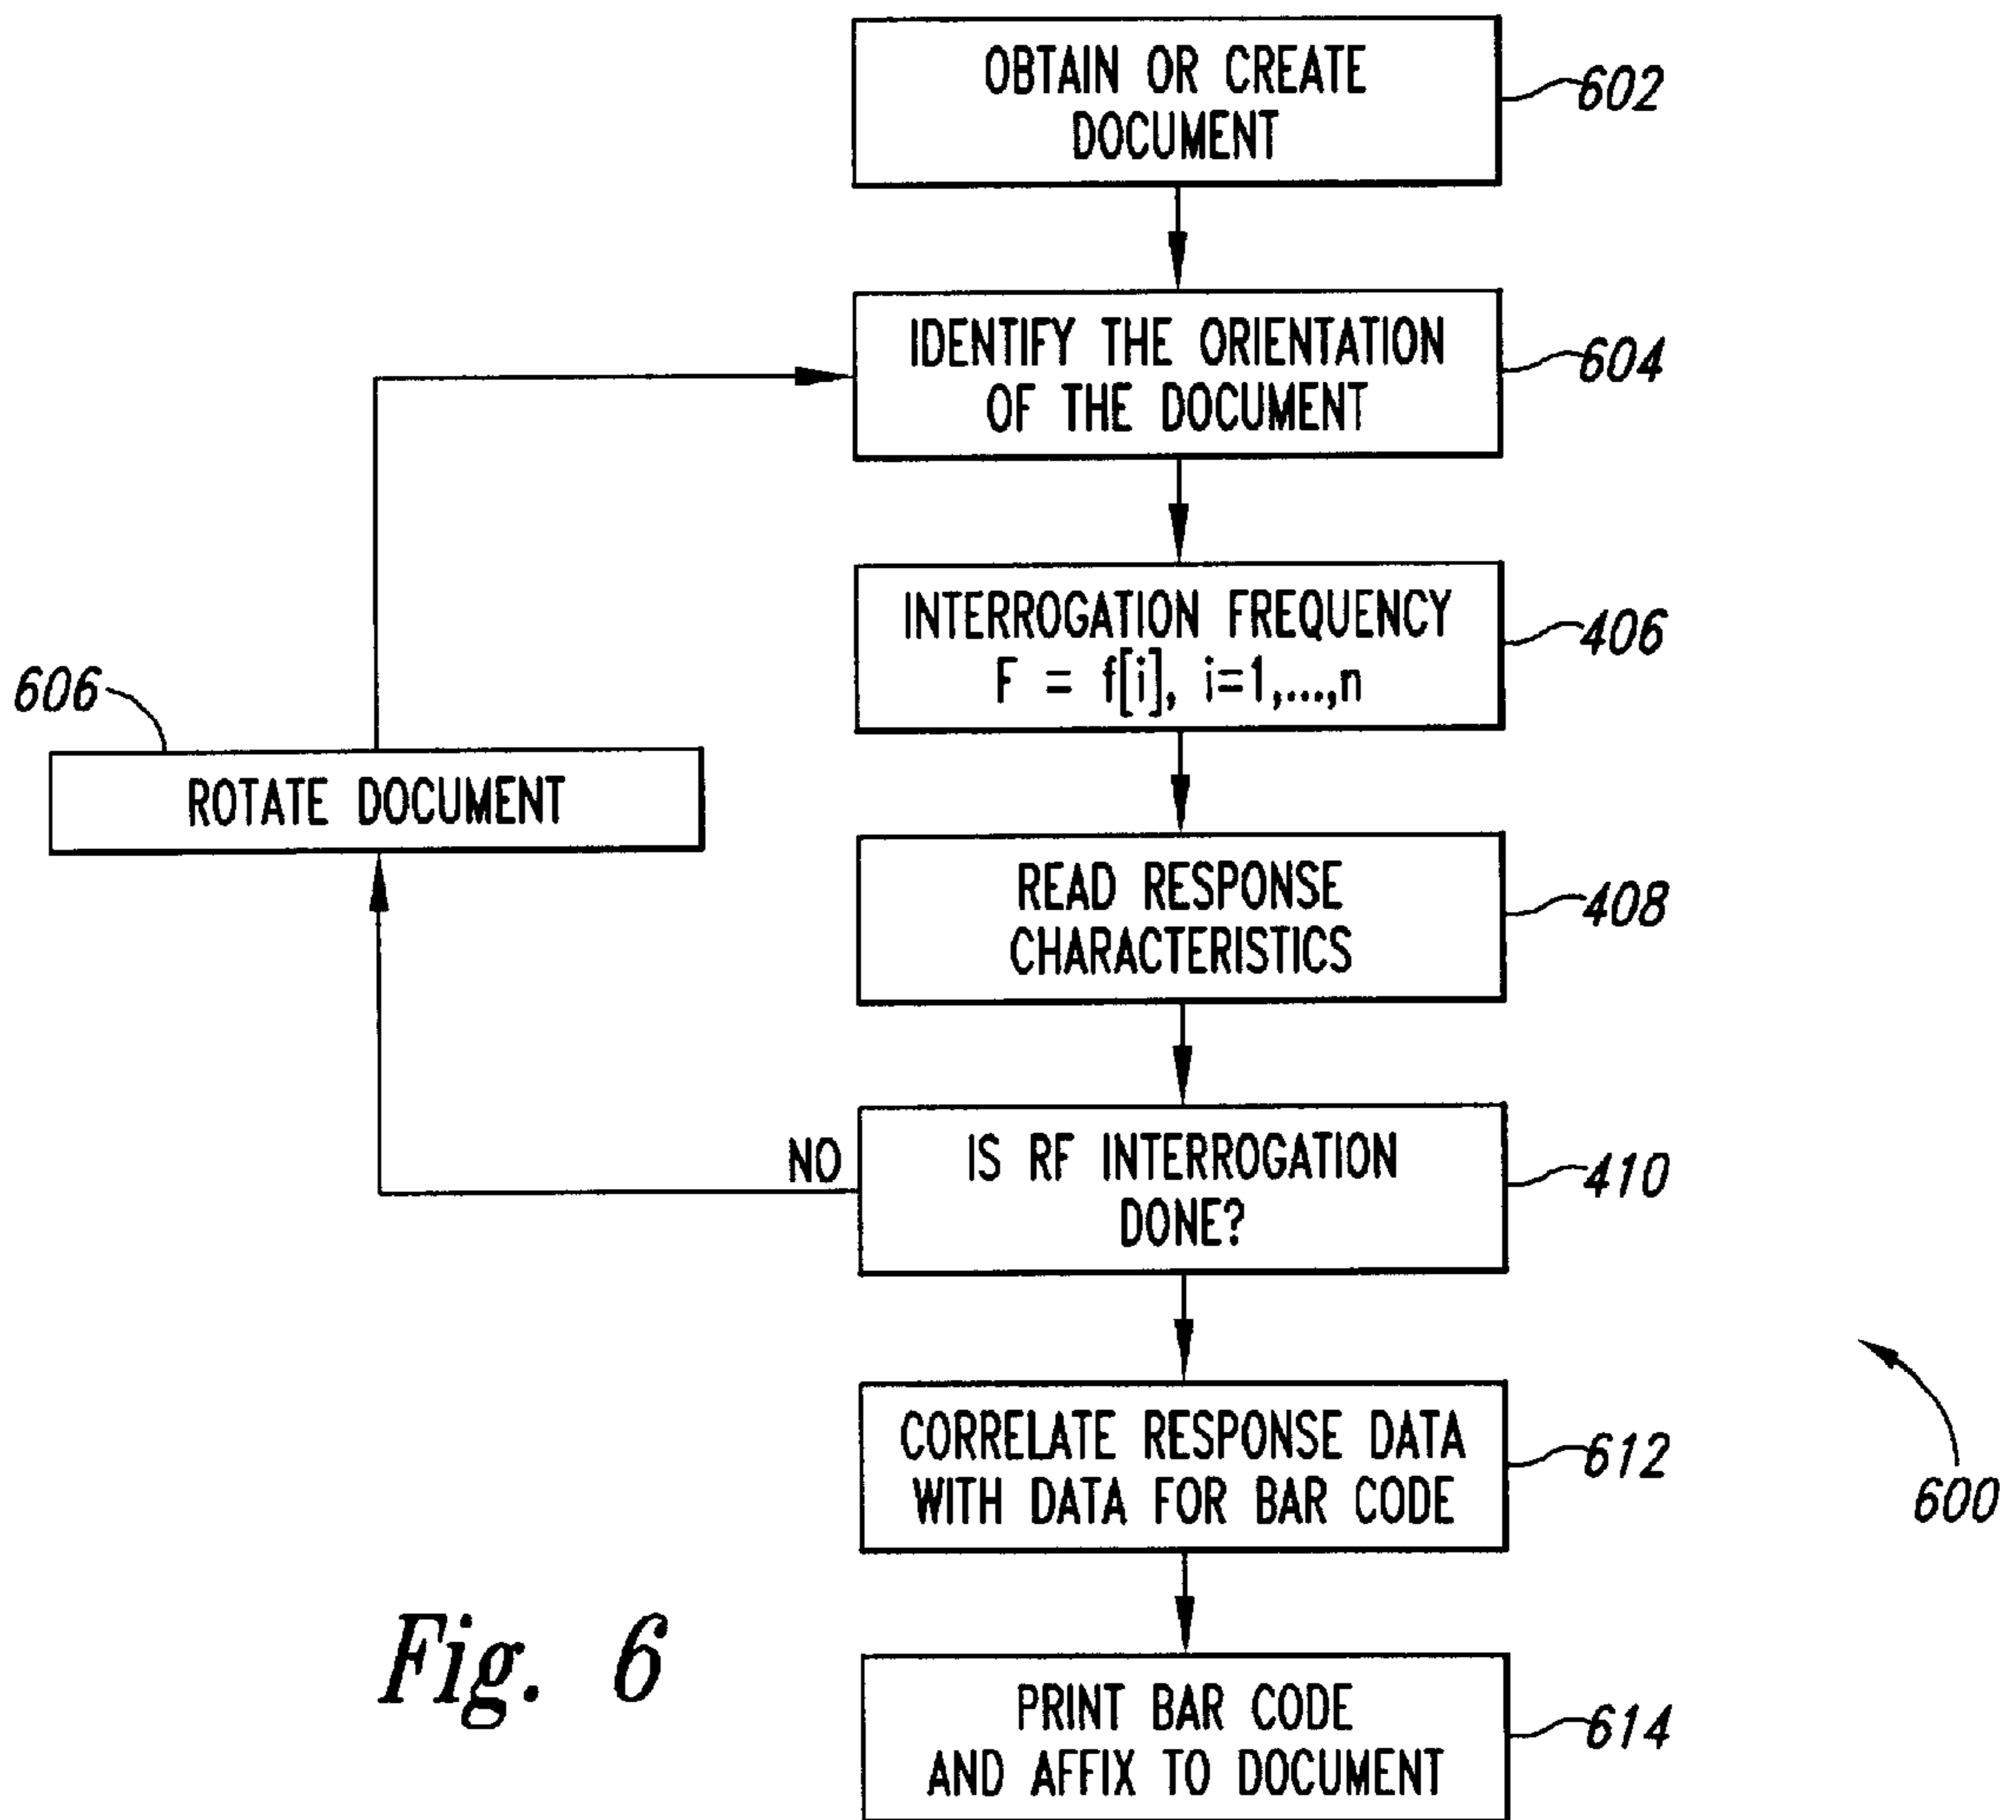 OBTAIN OR CREATE
DOCUMENT
602
IDENTIFY THE ORIENTATION
OF THE DOCUMENT
604
INTERROGATION FREQUENCY
F = f[i], i=1,...,n
406
606
ROTATE DOCUMENT
READ RESPONSE
CHARACTERISTICS
408
NO
IS RF INTERROGATION
DONE?
410
CORRELATE RESPONSE DATA
WITH DATA FOR BAR CODE
612
600
PRINT BAR CODE
AND AFFIX TO DOCUMENT
614
Fig. 6